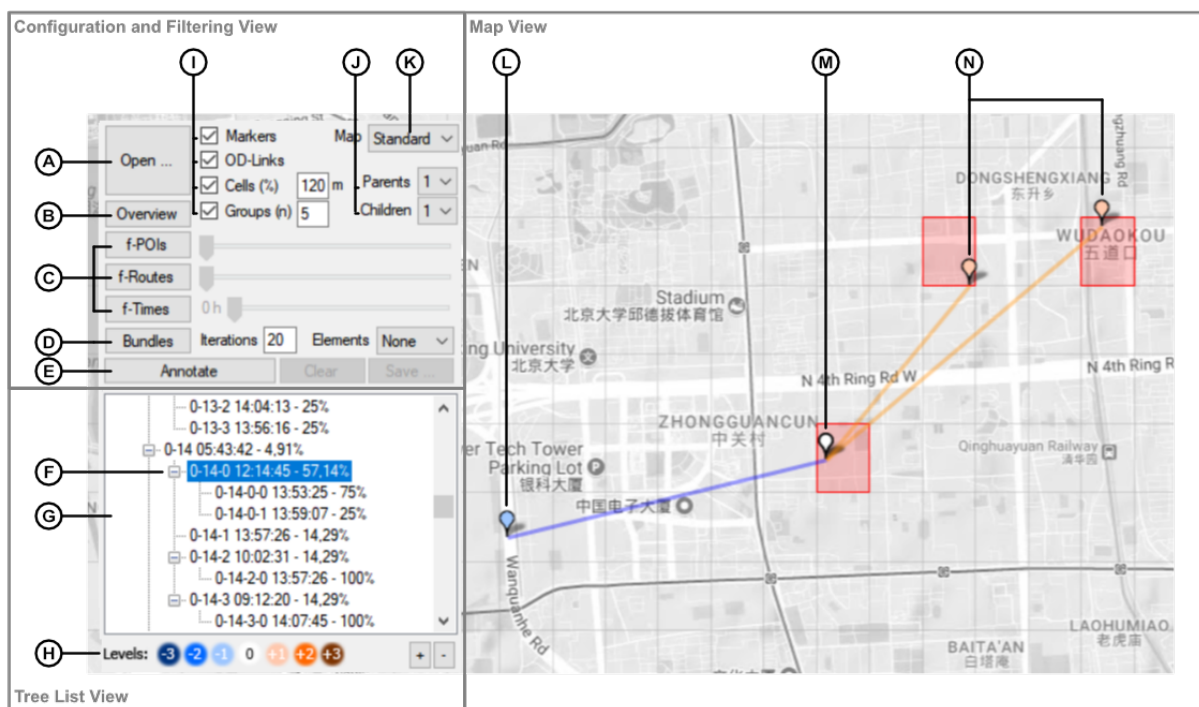 Configuration and Filtering View
I
J
K
A
Open ...
Markers
Map
Standard
OD-Links
Cells (%)
120
m
Parents
1
B
Overview
Groups (n)
5
Children
1
f-POIs
C
f-Routes
f-Times
0 h
D
Bundles
Iterations
20
Elements
None
E
Annotate
Clear
Save ...
0-13-2 14:04:13 - 25%
0-13-3 13:56:16 - 25%
0-14 05:43:42 - 4,91%
F
0-14-0 12:14:45 - 57,14%
0-14-0-0 13:53:25 - 75%
G
0-14-0-1 13:59:07 - 25%
0-14-1 13:57:26 - 14,29%
0-14-2 10:02:31 - 14,29%
0-14-2-0 13:57:26 - 100%
0-14-3 09:12:20 - 14,29%
0-14-3-0 14:07:45 - 100%
H
Levels:
-3
-2
-1
0
+1
+2
+3
+
-
Tree List View
Map View
L
M
N
DONGSHENGXIANG
东升乡
WUDAOKOU
五道口
Stadium
北京大学邱德拔体育馆
University
北京大学
N 4th Ring Rd W
N 4th Ring R
ZHONGGUANCUN
中关村
Tech Tower
Parking Lot
P
银科大厦
中国电子大厦
Qinghuayuan Railway
清华园
Wanquanhe Rd
LAOHUMIAO
老虎庙
BAITA'AN
白塔庵